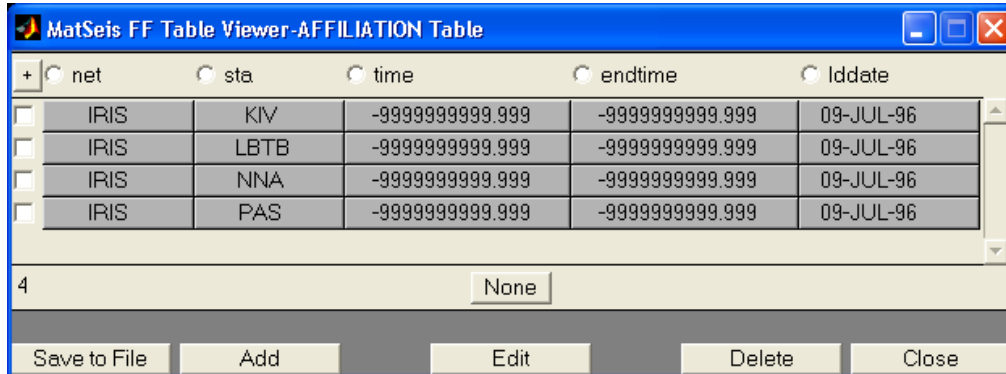 MatSeis FF Table Viewer-AFFILIATION Table
+ net sta time endtime lddate
IRIS KIV -9999999999.999 -9999999999.999 09-JUL-96
IRIS LBTB -9999999999.999 -9999999999.999 09-JUL-96
IRIS NNA -9999999999.999 -9999999999.999 09-JUL-96
IRIS PAS -9999999999.999 -9999999999.999 09-JUL-96
4 None
Save to File Add Edit Delete Close